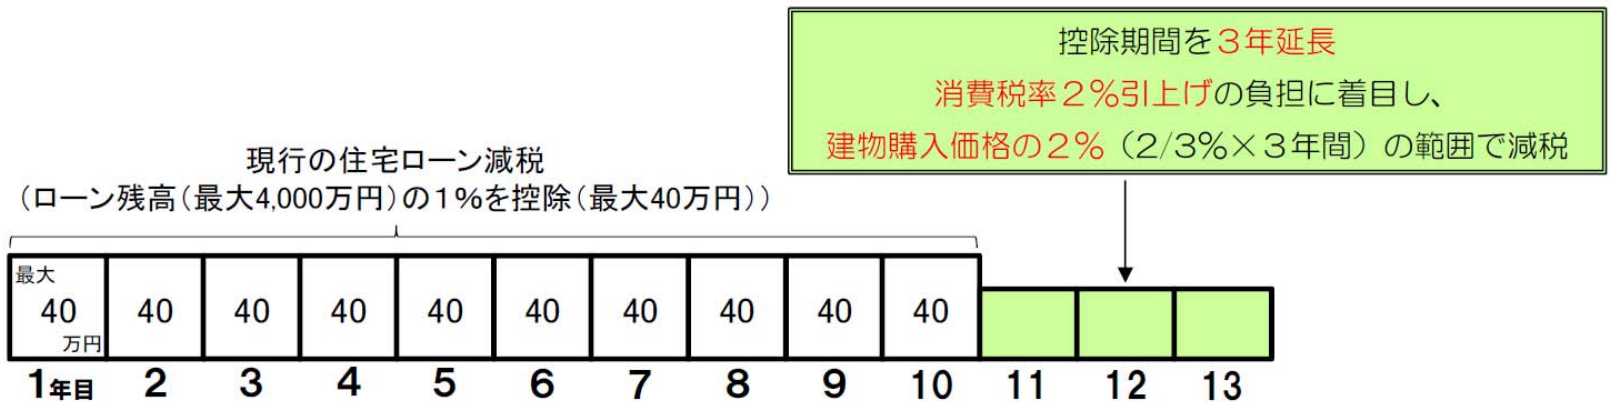 控除期間を３年延長
消費税率２％引上げの負担に着目し、
建物購入価格の２％（2/3％×３年間）の範囲で減税
現行の住宅ローン減税
（ローン残高（最大4,000万円）の１％を控除（最大40万円））
最大
40 40 40 40 40 40 40 40 40 40
万円
1年目 2 3 4 5 6 7 8 9 10 11 12 13